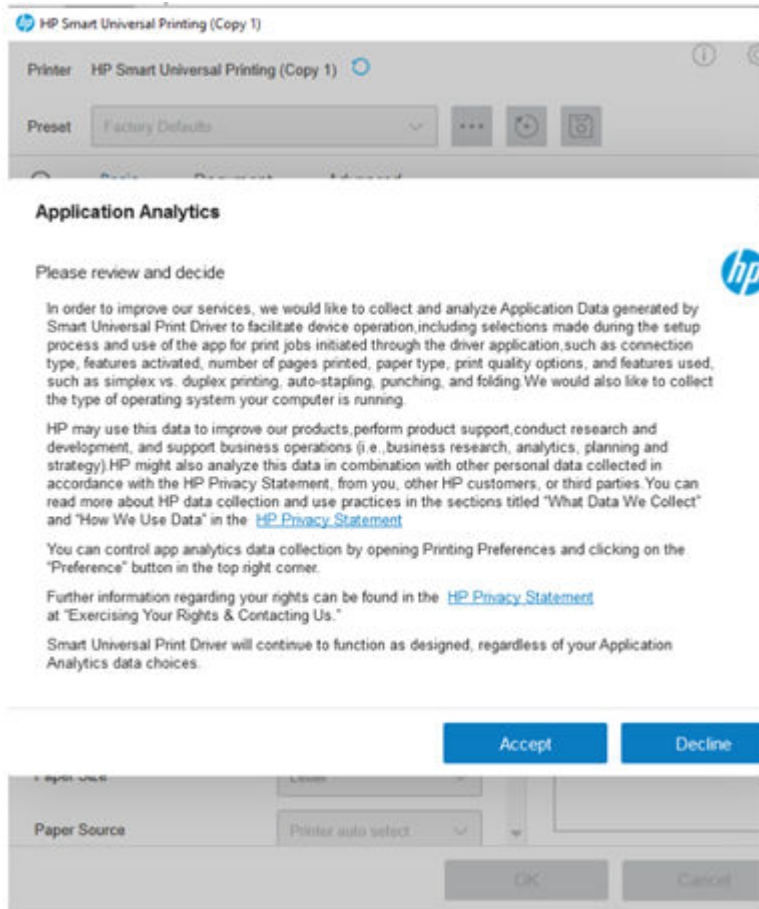 HP Smart Universal Printing (Copy 1)
Printer HP Smart Universal Printing (Copy 1)
Preset Factory Defaults
Basic Document Advanced
Application Analytics
hp
Please review and decide
In order to improve our services, we would like to collect and analyze Application Data generated by
Smart Universal Print Driver to facilitate device operation,including selections made during the setup
process and use of the app for print jobs initiated through the driver application,such as connection
type, features activated, number of pages printed, paper type, print quality options, and features used,
such as simplex vs. duplex printing, auto-stapling, punching, and folding.We would also like to collect
the type of operating system your computer is running.
HP may use this data to improve our products,perform product support,conduct research and
development, and support business operations (i.e.,business research, analytics, planning and
strategy).HP might also analyze this data in combination with other personal data collected in
accordance with the HP Privacy Statement, from you, other HP customers, or third parties.You can
read more about HP data collection and use practices in the sections titled "What Data We Collect"
and "How We Use Data" in the HP Privacy Statement
You can control app analytics data collection by opening Printing Preferences and clicking on the
"Preference" button in the top right corner.
Further information regarding your rights can be found in the HP Privacy Statement
at "Exercising Your Rights & Contacting Us."
Smart Universal Print Driver will continue to function as designed, regardless of your Application
Analytics data choices.
Accept Decline
Paper Size Letter
Paper Source Printer auto select
OK Cancel